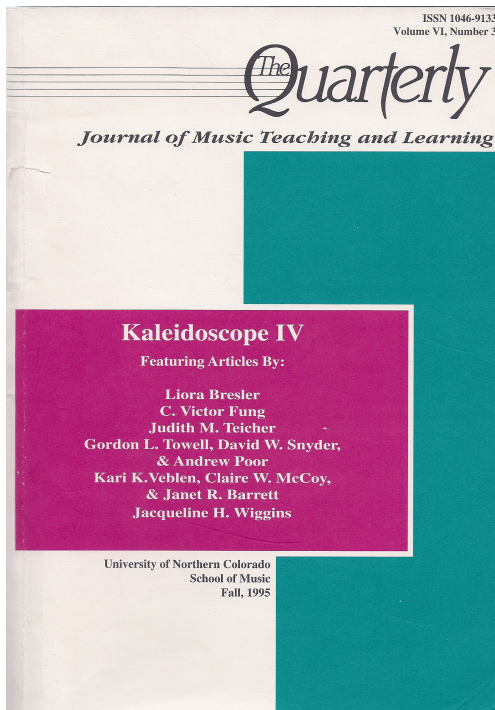 ISSN 1046-9133
Volume VI, Number 3
The Quarterly
Journal of Music Teaching and Learning
Kaleidoscope IV
Featuring Articles By:
Liora Bresler
C. Victor Fung
Judith M. Teicher
Gordon L. Towell, David W. Snyder,
& Andrew Poor
Kari K.Veblen, Claire W. McCoy,
& Janet R. Barrett
Jacqueline H. Wiggins
University of Northern Colorado
School of Music
Fall, 1995